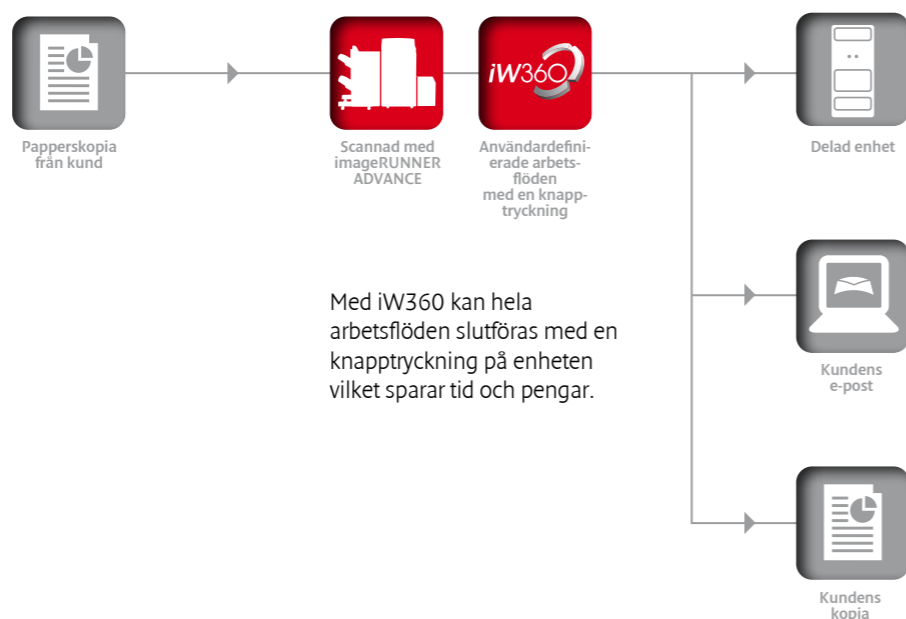 Papperskopia
från kund
Scannad med
imageRUNNER
ADVANCE
iW360
Användardefini-
erade arbets-
flöden
med en knapp-
tryckning
Delad enhet
Med iW360 kan hela
arbetsflöden slutföras med en
knapptryckning på enheten
vilket sparar tid och pengar.
Kundens
e-post
Kundens
kopia